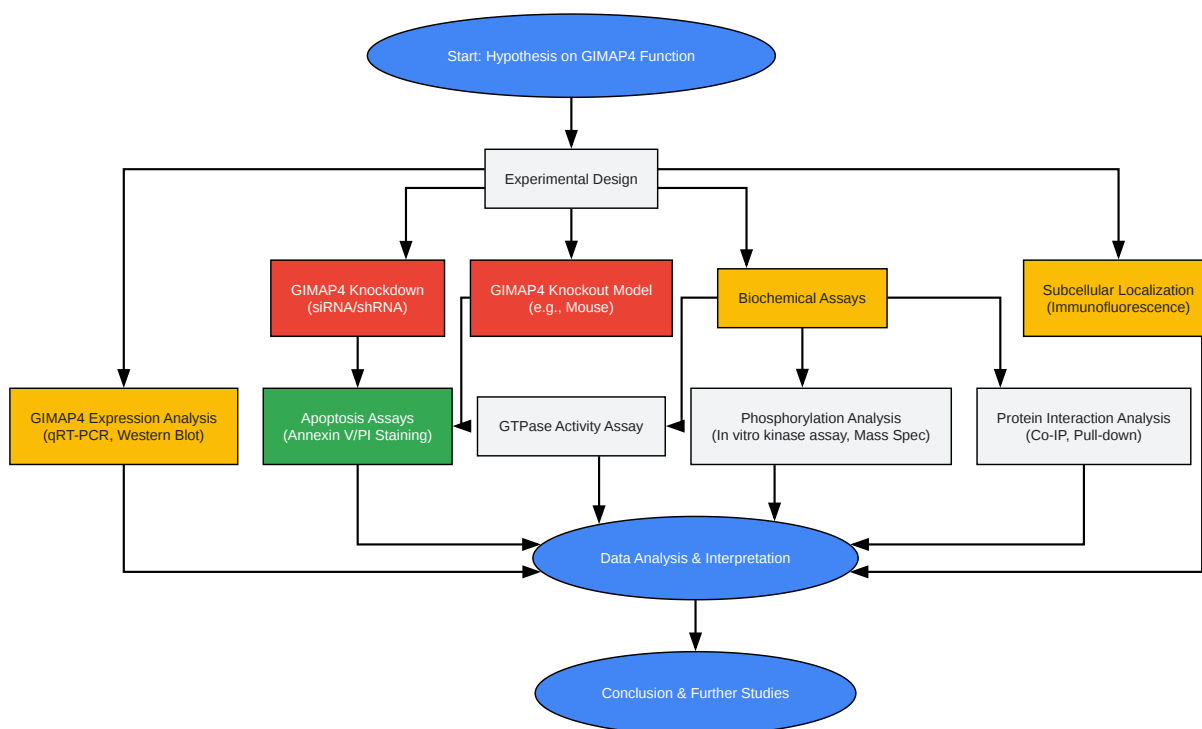 Start: Hypothesis on GIMAP4 Function
Experimental Design
GIMAP4 Knockdown
(siRNA/shRNA)
GIMAP4 Knockout Model
(e.g., Mouse)
Biochemical Assays
Subcellular Localization
(Immunofluorescence)
GIMAP4 Expression Analysis
(qRT-PCR, Western Blot)
Apoptosis Assays
(Annexin V/PI Staining)
GTPase Activity Assay
Phosphorylation Analysis
(In vitro kinase assay, Mass Spec)
Protein Interaction Analysis
(Co-IP, Pull-down)
Data Analysis & Interpretation
Conclusion & Further Studies